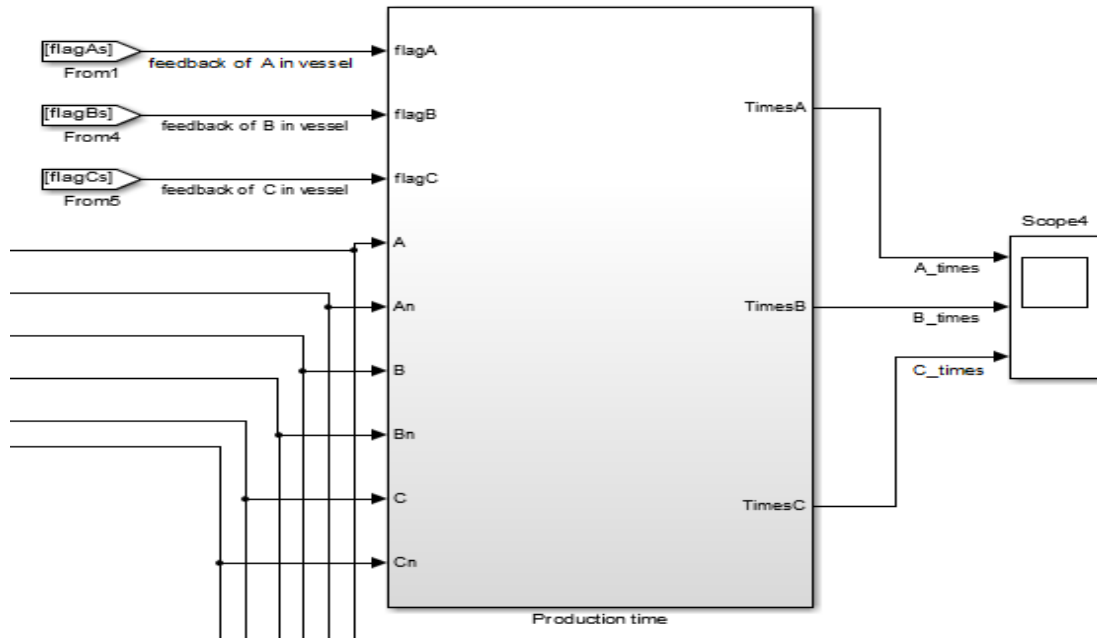 [flagAs]
From1
feedback of A in vessel
flagA
[flagBs]
From4
feedback of B in vessel
flagB
[flagCs]
From5
feedback of C in vessel
flagC
A
An
B
Bn
C
Cn
TimesA
TimesB
TimesC
Production time
A_times
B_times
C_times
Scope4